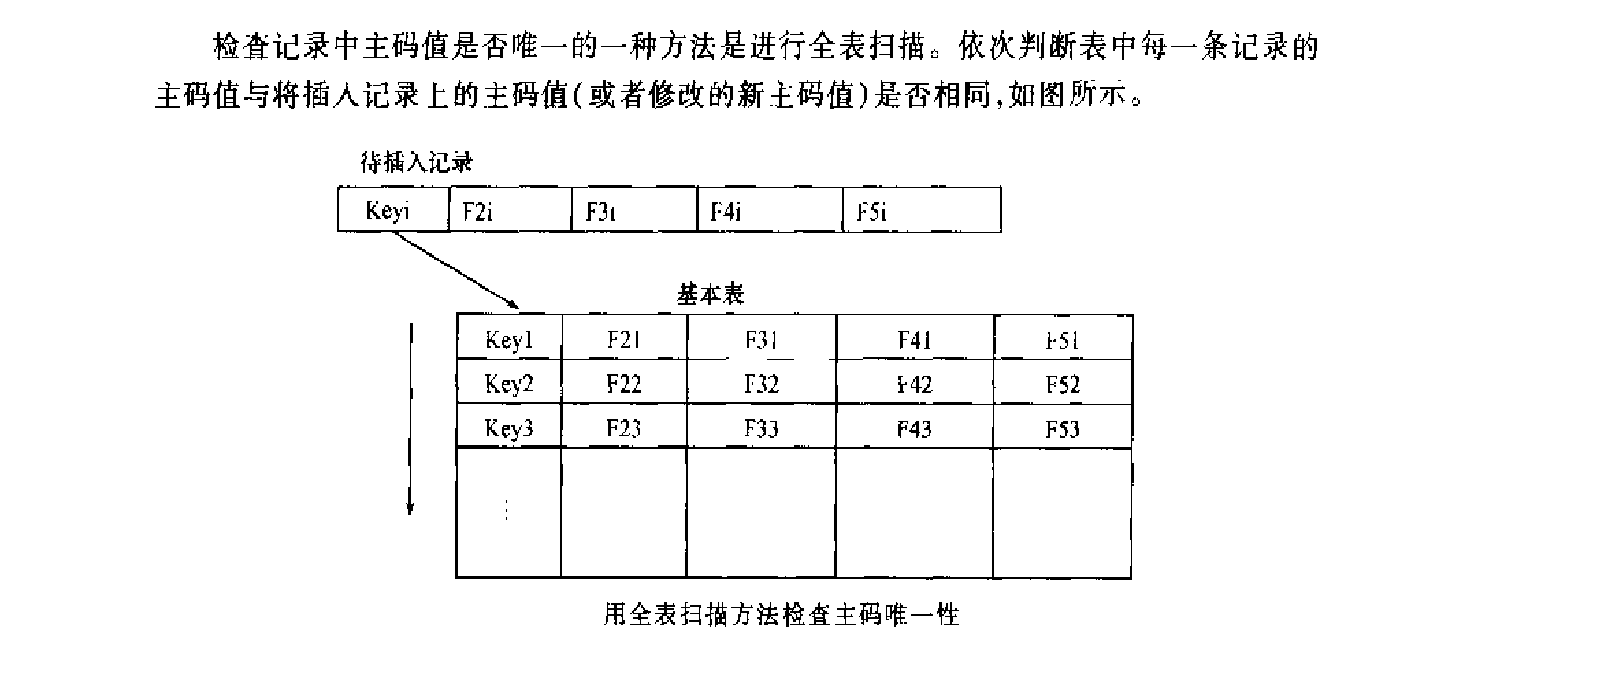 检查记录中主码值是否唯一的一种方法是进行全表扫描。依次判断表中每一条记录的
主码值与将插入记录上的主码值(或者修改的新主码值)是否相同,如图所示。
待插入记录
Keyi F2i F3i F4i F5i
基本表
Key1 F21 F31 F41 F51
Key2 F22 F32 F42 F52
Key3 F23 F33 F43 F53
⋮
用全表扫描方法检查主码唯一性